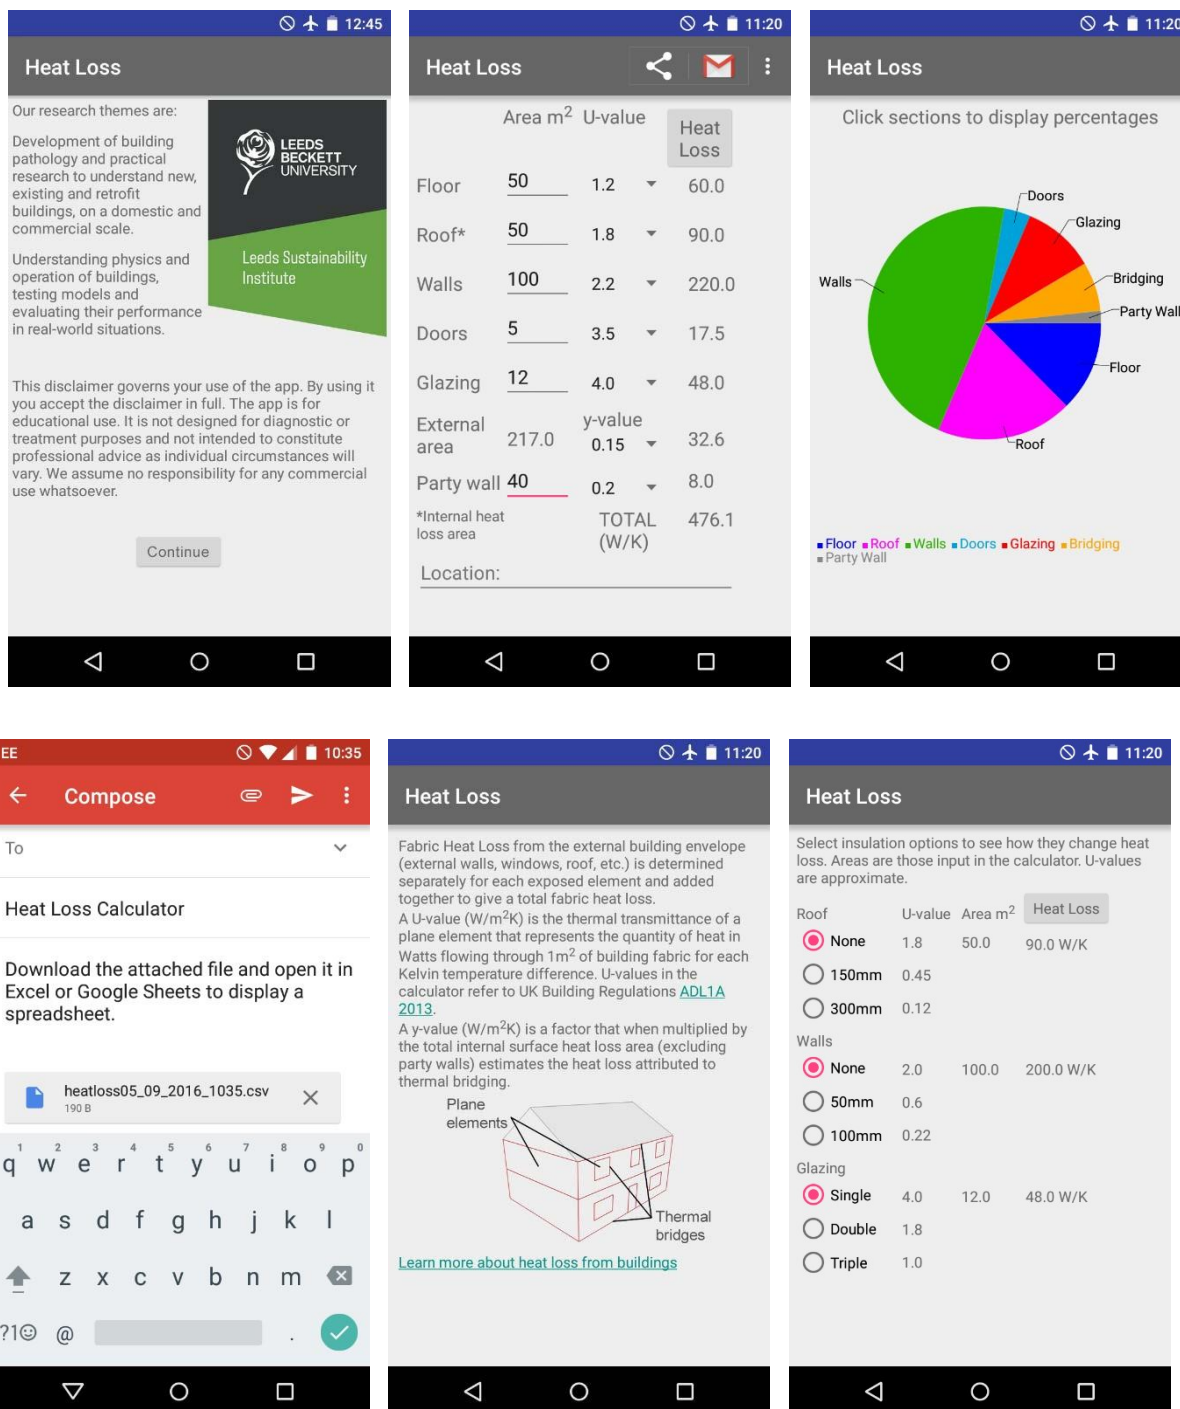 12:45
Heat Loss
Our research themes are:
Development of building
pathology and practical
research to understand new,
existing and retrofit
buildings, on a domestic and
commercial scale.
Understanding physics and
operation of buildings,
testing models and
evaluating their performance
in real-world situations.
LEEDS
BECKETT
UNIVERSITY
Leeds Sustainability
Institute
This disclaimer governs your use of the app. By using it
you accept the disclaimer in full. The app is for
educational use. It is not designed for diagnostic or
treatment purposes and not intended to constitute
professional advice as individual circumstances will
vary. We assume no responsibility for any commercial
use whatsoever.
Continue
11:20
Heat Loss
Area m² U-value
Heat
Loss
Floor 50 1.2 60.0
Roof* 50 1.8 90.0
Walls 100 2.2 220.0
Doors 5 3.5 17.5
Glazing 12 4.0 48.0
External
area 217.0 y-value
0.15 32.6
Party wall 40 0.2 8.0
*Internal heat
loss area
TOTAL
(W/K)
476.1
Location:
11:20
Heat Loss
Click sections to display percentages
Doors
Glazing
Walls
Bridging
Party Wall
Floor
Roof
Floor Roof Walls Doors Glazing Bridging
Party Wall
EE 10:35
Compose
To
Heat Loss Calculator
Download the attached file and open it in
Excel or Google Sheets to display a
spreadsheet.
heatloss05_09_2016_1035.csv
190 B
1 2 3 4 5 6 7 8 9 0
q w e r t y u i o p
a s d f g h j k l
z x c v b n m
?1☺ @ .
11:20
Heat Loss
Fabric Heat Loss from the external building envelope
(external walls, windows, roof, etc.) is determined
separately for each exposed element and added
together to give a total fabric heat loss.
A U-value (W/m²K) is the thermal transmittance of a
plane element that represents the quantity of heat in
Watts flowing through 1m² of building fabric for each
Kelvin temperature difference. U-values in the
calculator refer to UK Building Regulations ADL1A
2013.
A y-value (W/m²K) is a factor that when multiplied by
the total internal surface heat loss area (excluding
party walls) estimates the heat loss attributed to
thermal bridging.
Plane
elements
Thermal
bridges
Learn more about heat loss from buildings
11:20
Heat Loss
Select insulation options to see how they change heat
loss. Areas are those input in the calculator. U-values
are approximate.
Roof U-value Area m² Heat Loss
None 1.8 50.0 90.0 W/K
150mm 0.45
300mm 0.12
Walls
None 2.0 100.0 200.0 W/K
50mm 0.6
100mm 0.22
Glazing
Single 4.0 12.0 48.0 W/K
Double 1.8
Triple 1.0